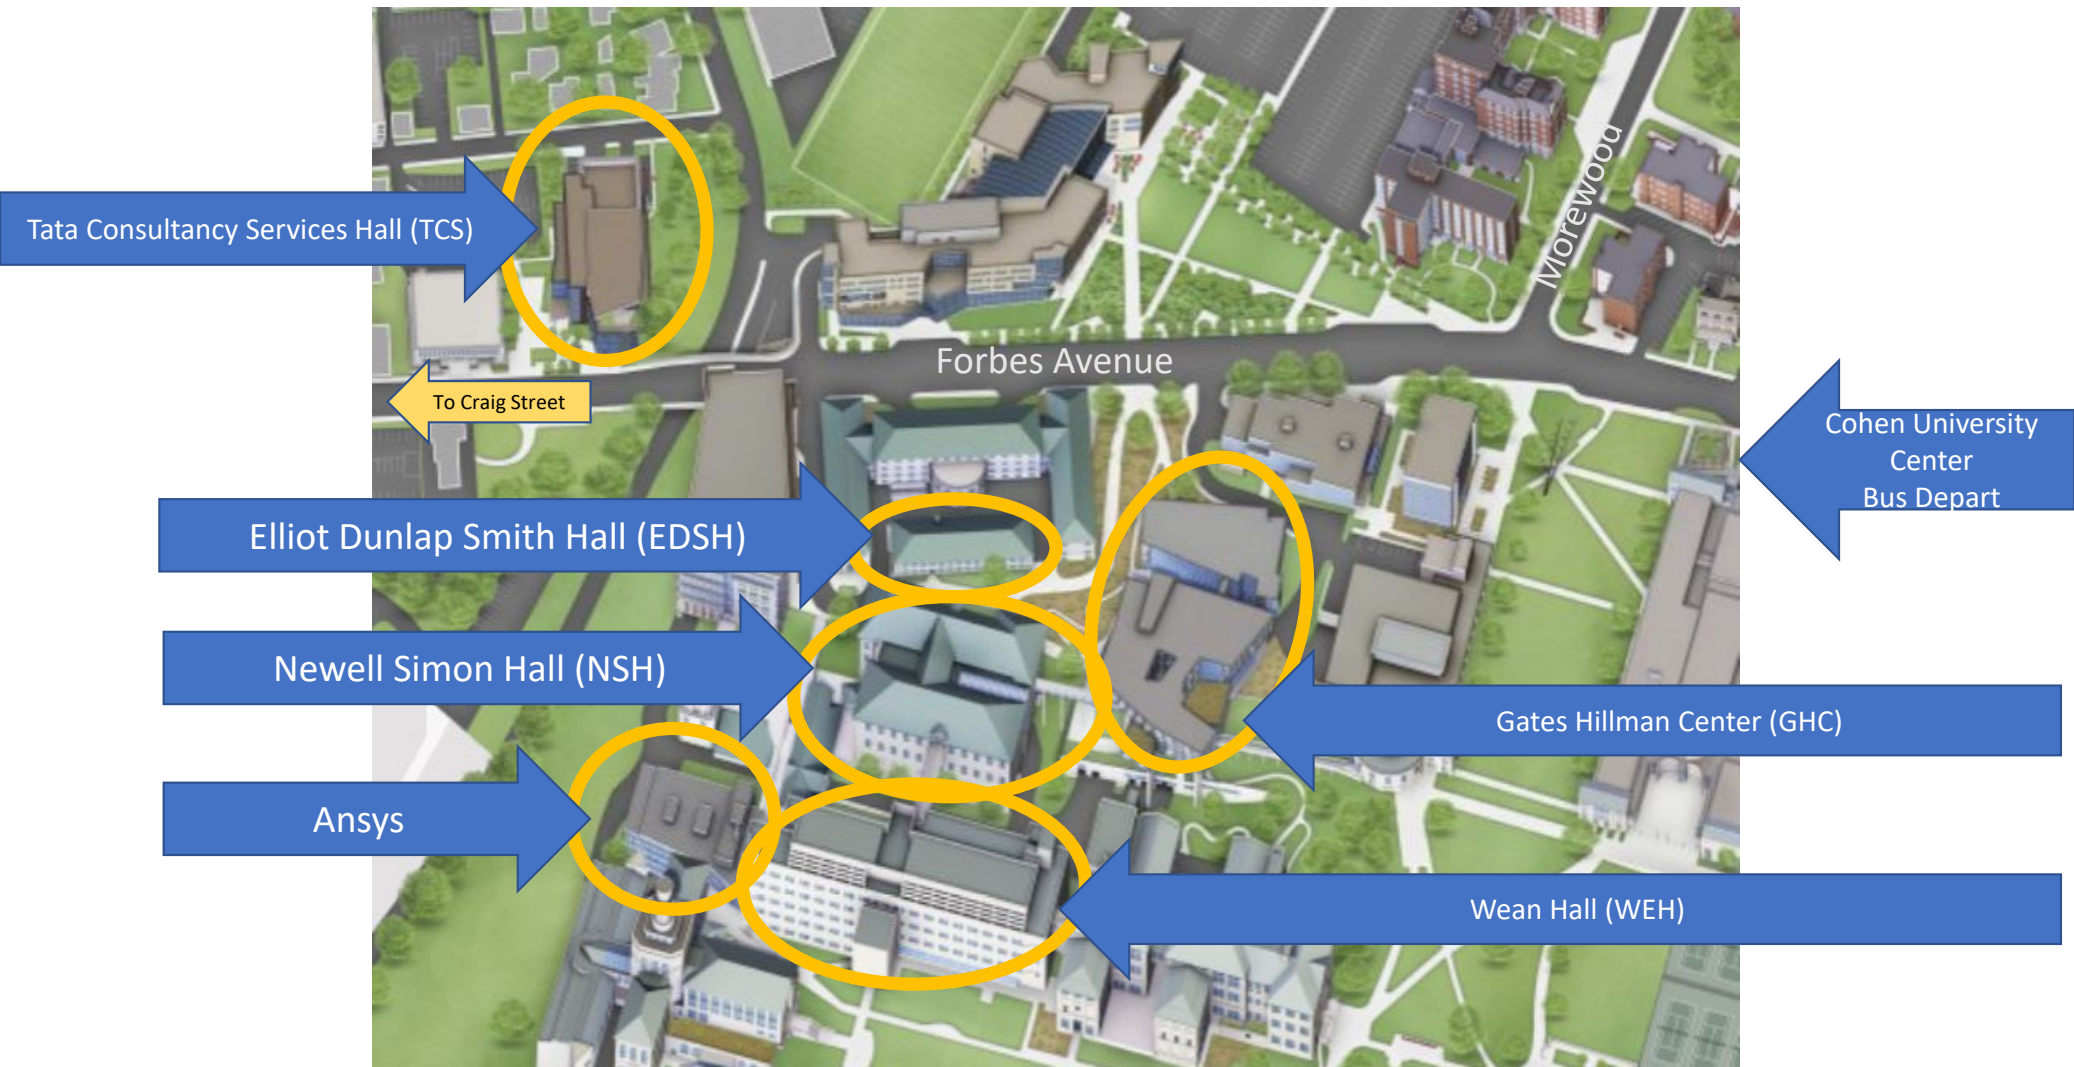 Morewood
Tata Consultancy Services Hall (TCS)
Forbes Avenue
To Craig Street
Cohen University
Center
Bus Depart
Elliot Dunlap Smith Hall (EDSH)
Newell Simon Hall (NSH)
Gates Hillman Center (GHC)
Ansys
Wean Hall (WEH)